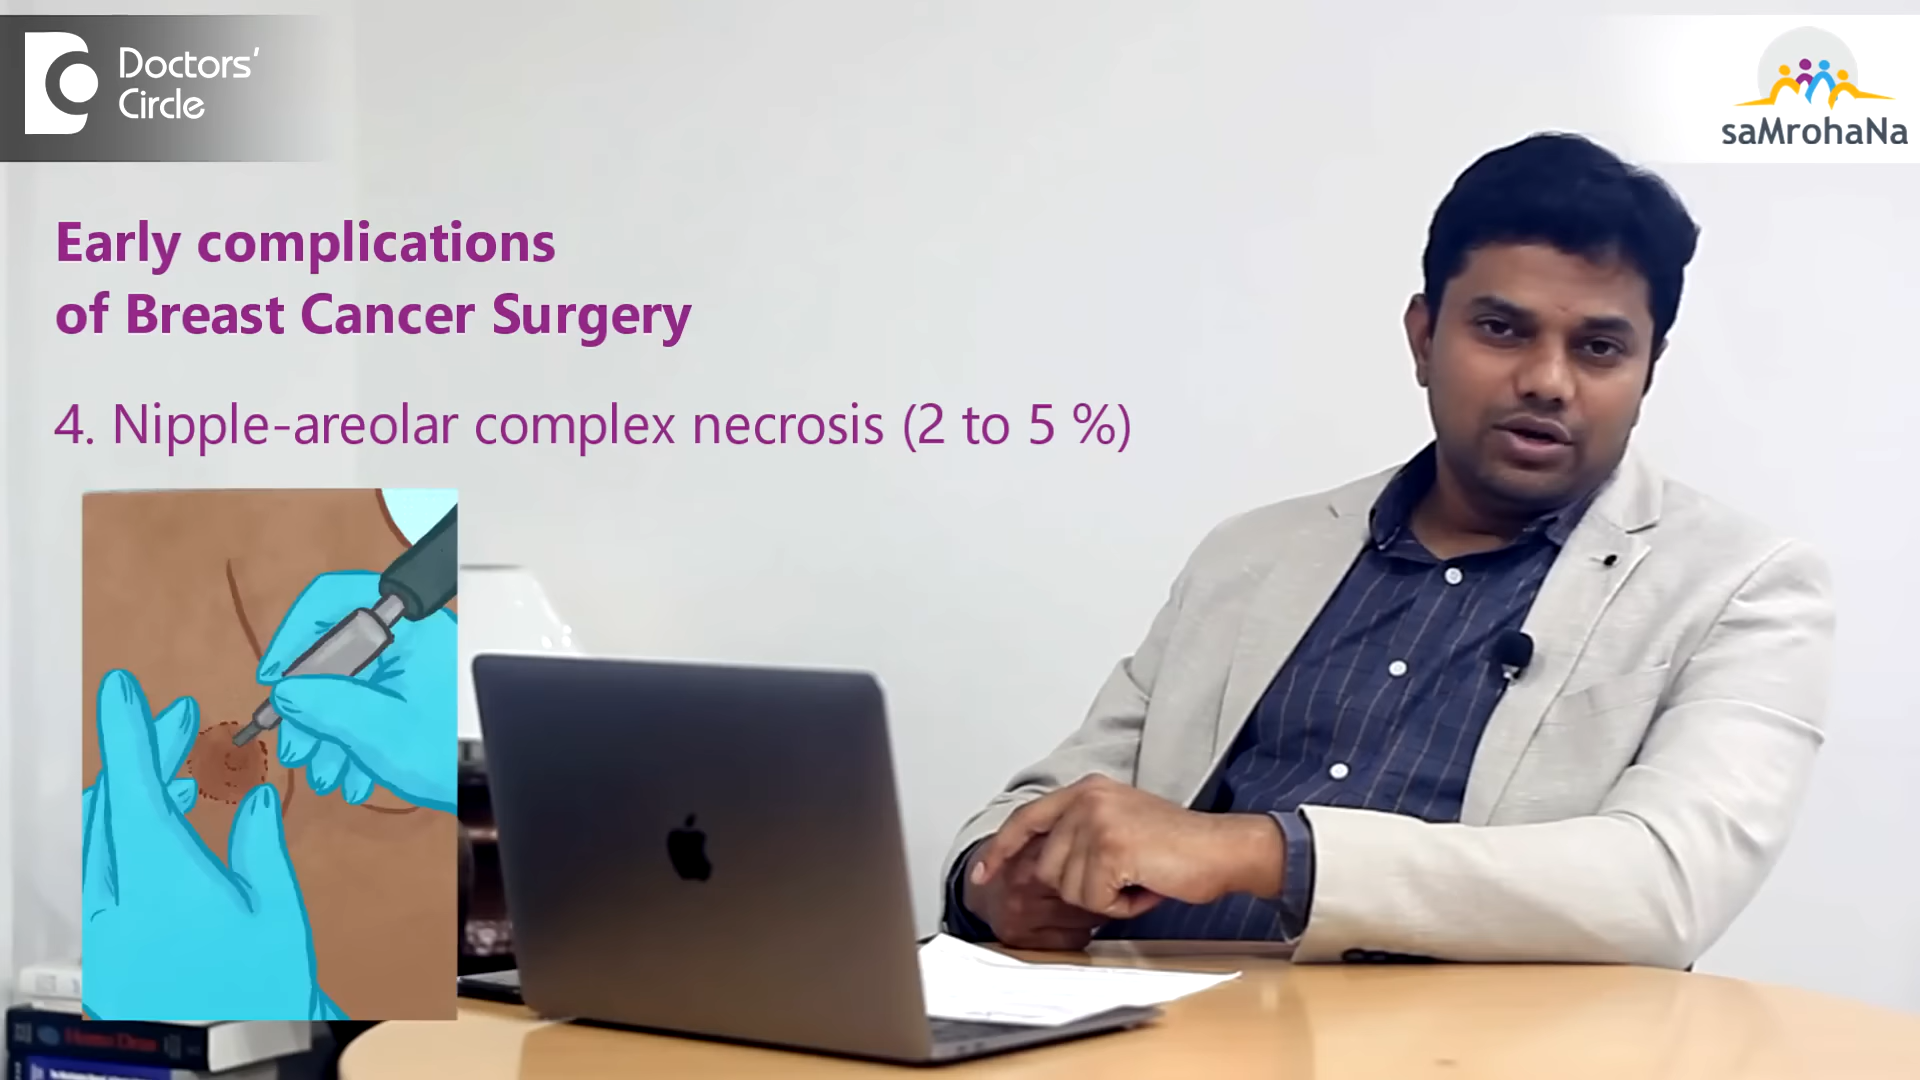 Doctors'
Circle
saMrohaNa
Early complications
of Breast Cancer Surgery
4. Nipple-areolar complex necrosis (2 to 5 %)